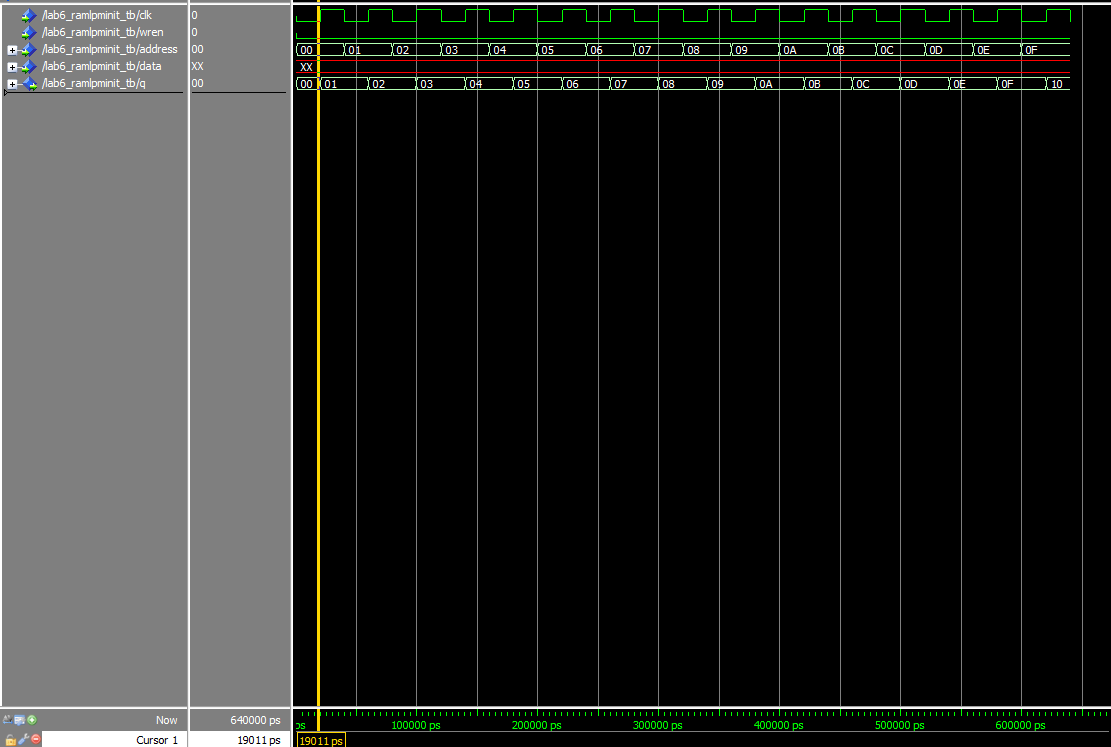 /lab6_ramlpminit_tb/clk 0
/lab6_ramlpminit_tb/wren 0
/lab6_ramlpminit_tb/address 00 00 01 02 03 04 05 06 07 08 09 0A 0B 0C 0D 0E 0F
/lab6_ramlpminit_tb/data XX XX
/lab6_ramlpminit_tb/q 00 00 01 02 03 04 05 06 07 08 09 0A 0B 0C 0D 0E 0F 10
Now 640000 ps ps 100000 ps 200000 ps 300000 ps 400000 ps 500000 ps 600000 ps
Cursor 1 19011 ps 19011 ps